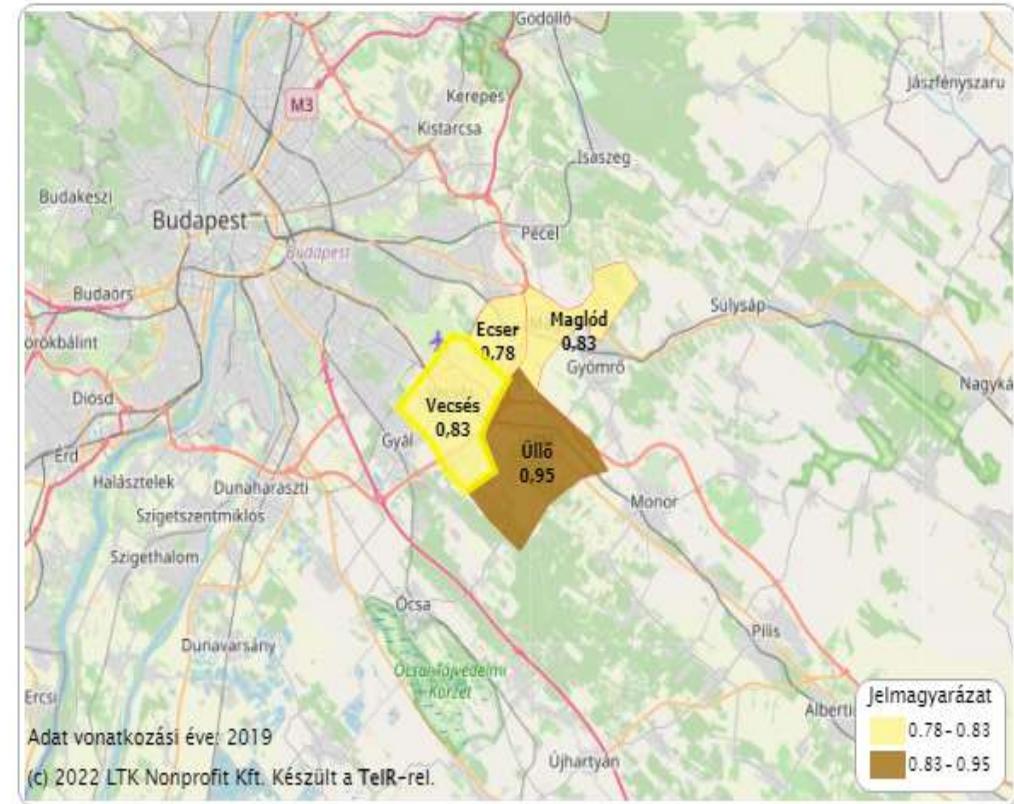 Gödöllő
M3
Kerepes
Jászfényszaru
Kistarcsa
Isaszeg
Budakeszi
Budapest
Pécel
Budapest
Budaörs
Sülysáp
Ecser
0,78
Maglód
0,83
örökbálint
Gyömrő
Nagyká
Diósd
Vecsés
0,83
Gyál
Üllő
0,95
Érd
Halásztelek
Dunaharaszti
Monor
Szigetszentmiklós
Szigethalom
Ócsa
Pilis
Dunavarsány
Ócsai Tájvédelmi
Körzet
Ercsi
Alberti
Jelmagyarázat
0.78 - 0.83
0.83 - 0.95
Adat vonatkozási éve: 2019
Újhartyán
(c) 2022 LTK Nonprofit Kft. Készült a TeIR-rel.